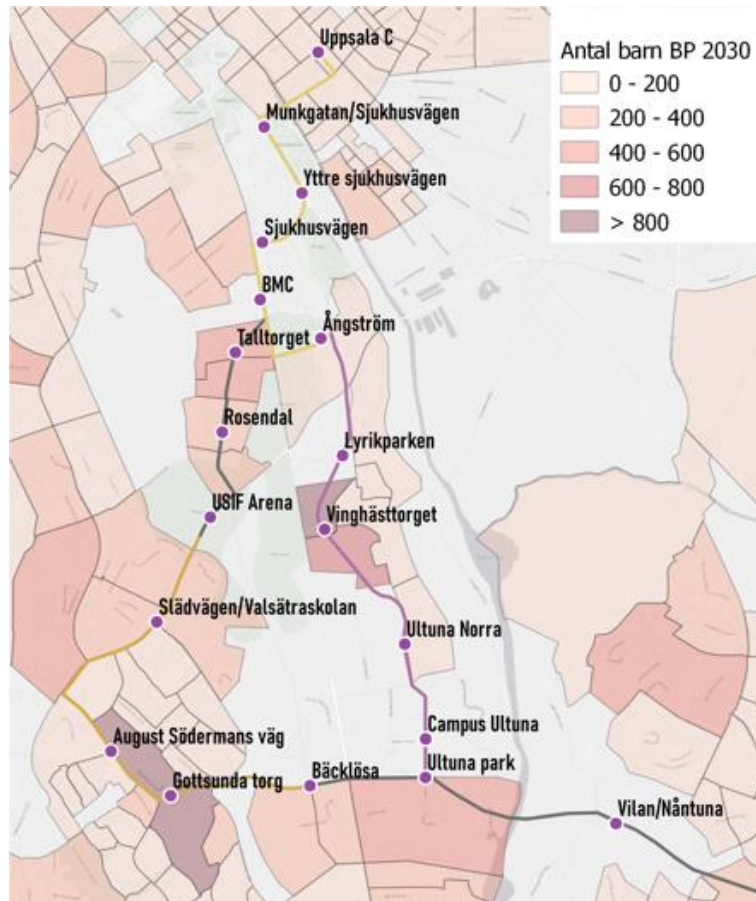 Uppsala C
Antal barn BP 2030
0 - 200
200 - 400
400 - 600
600 - 800
> 800
Munkgatan/Sjukhusvägen
Yttre sjukhusvägen
Sjukhusvägen
BMC
Ångström
Talltorget
Rosendal
Lyrikparken
USIF Arena
Vinghästtorget
Slädvägen/Valsätraskolan
Ultuna Norra
August Södermans väg
Campus Ultuna
Gottsunda torg
Bäcklösa
Ultuna park
Vilan/Nåntuna